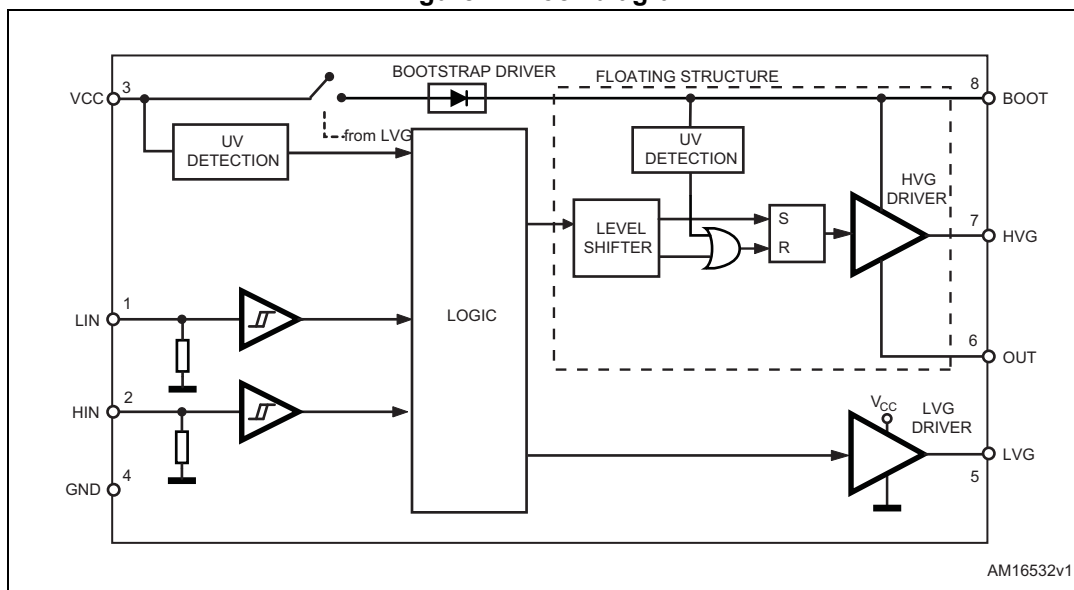 BOOTSTRAP DRIVER
FLOATING STRUCTURE
3
8
VCC
BOOT
from LVG
UV
DETECTION
UV
DETECTION
HVG
DRIVER
7
HVG
LEVEL
SHIFTER
S
R
LOGIC
1
LIN
6
OUT
2
HIN
VCC
LVG
DRIVER
LVG
5
4
GND
AM16532v1